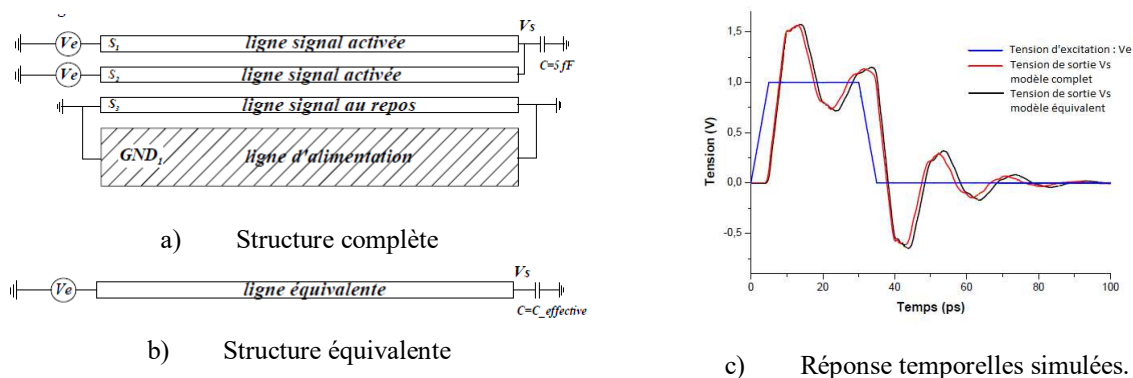 Vs
Ve
S1
ligne signal activée
C=5fF
Ve
S2
ligne signal activée
S3
ligne signal au repos
GND1
ligne d'alimentation
a) Structure complète
Vs
Ve
ligne équivalente
C=C_effective
b) Structure équivalente
1,5
1,0
0,5
0,0
-0,5
Tension (V)
Tension d'excitation : Ve
Tension de sortie Vs
modèle complet
Tension de sortie Vs
modèle équivalent
0 20 40 60 80 100
Temps (ps)
c) Réponse temporelles simulées.